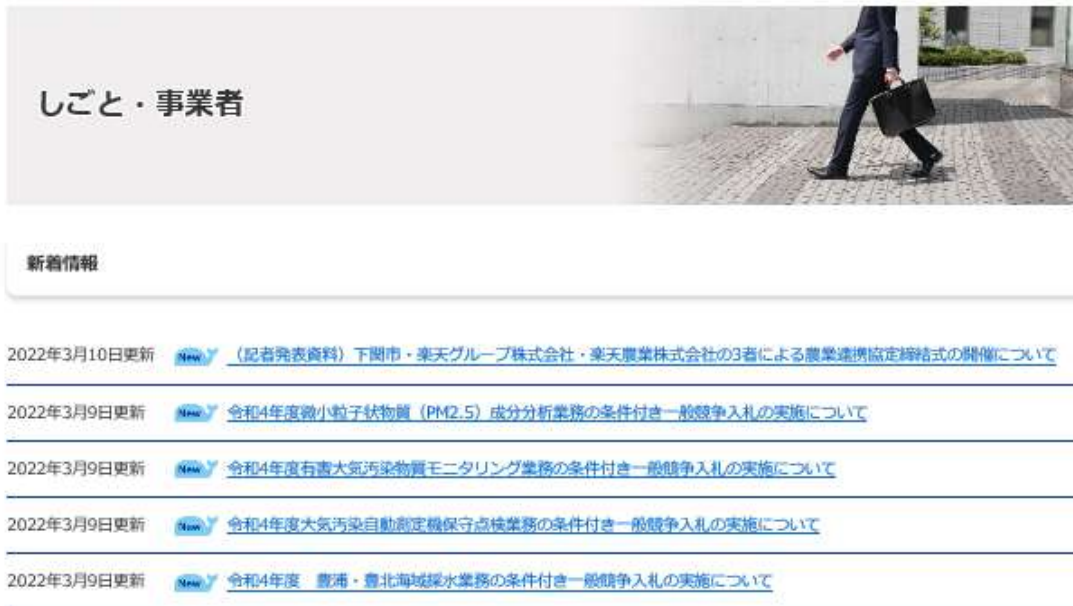 しごと・事業者
新着情報
2022年3月10日更新 New （記者発表資料）下関市・楽天グループ株式会社・楽天農業株式会社の3者による農業連携協定締結式の開催について
2022年3月9日更新 New 令和4年度微小粒子状物質（PM2.5）成分分析業務の条件付き一般競争入札の実施について
2022年3月9日更新 New 令和4年度有害大気汚染物質モニタリング業務の条件付き一般競争入札の実施について
2022年3月9日更新 New 令和4年度大気汚染自動測定機保守点検業務の条件付き一般競争入札の実施について
2022年3月9日更新 New 令和4年度　豊浦・豊北海域採水業務の条件付き一般競争入札の実施について